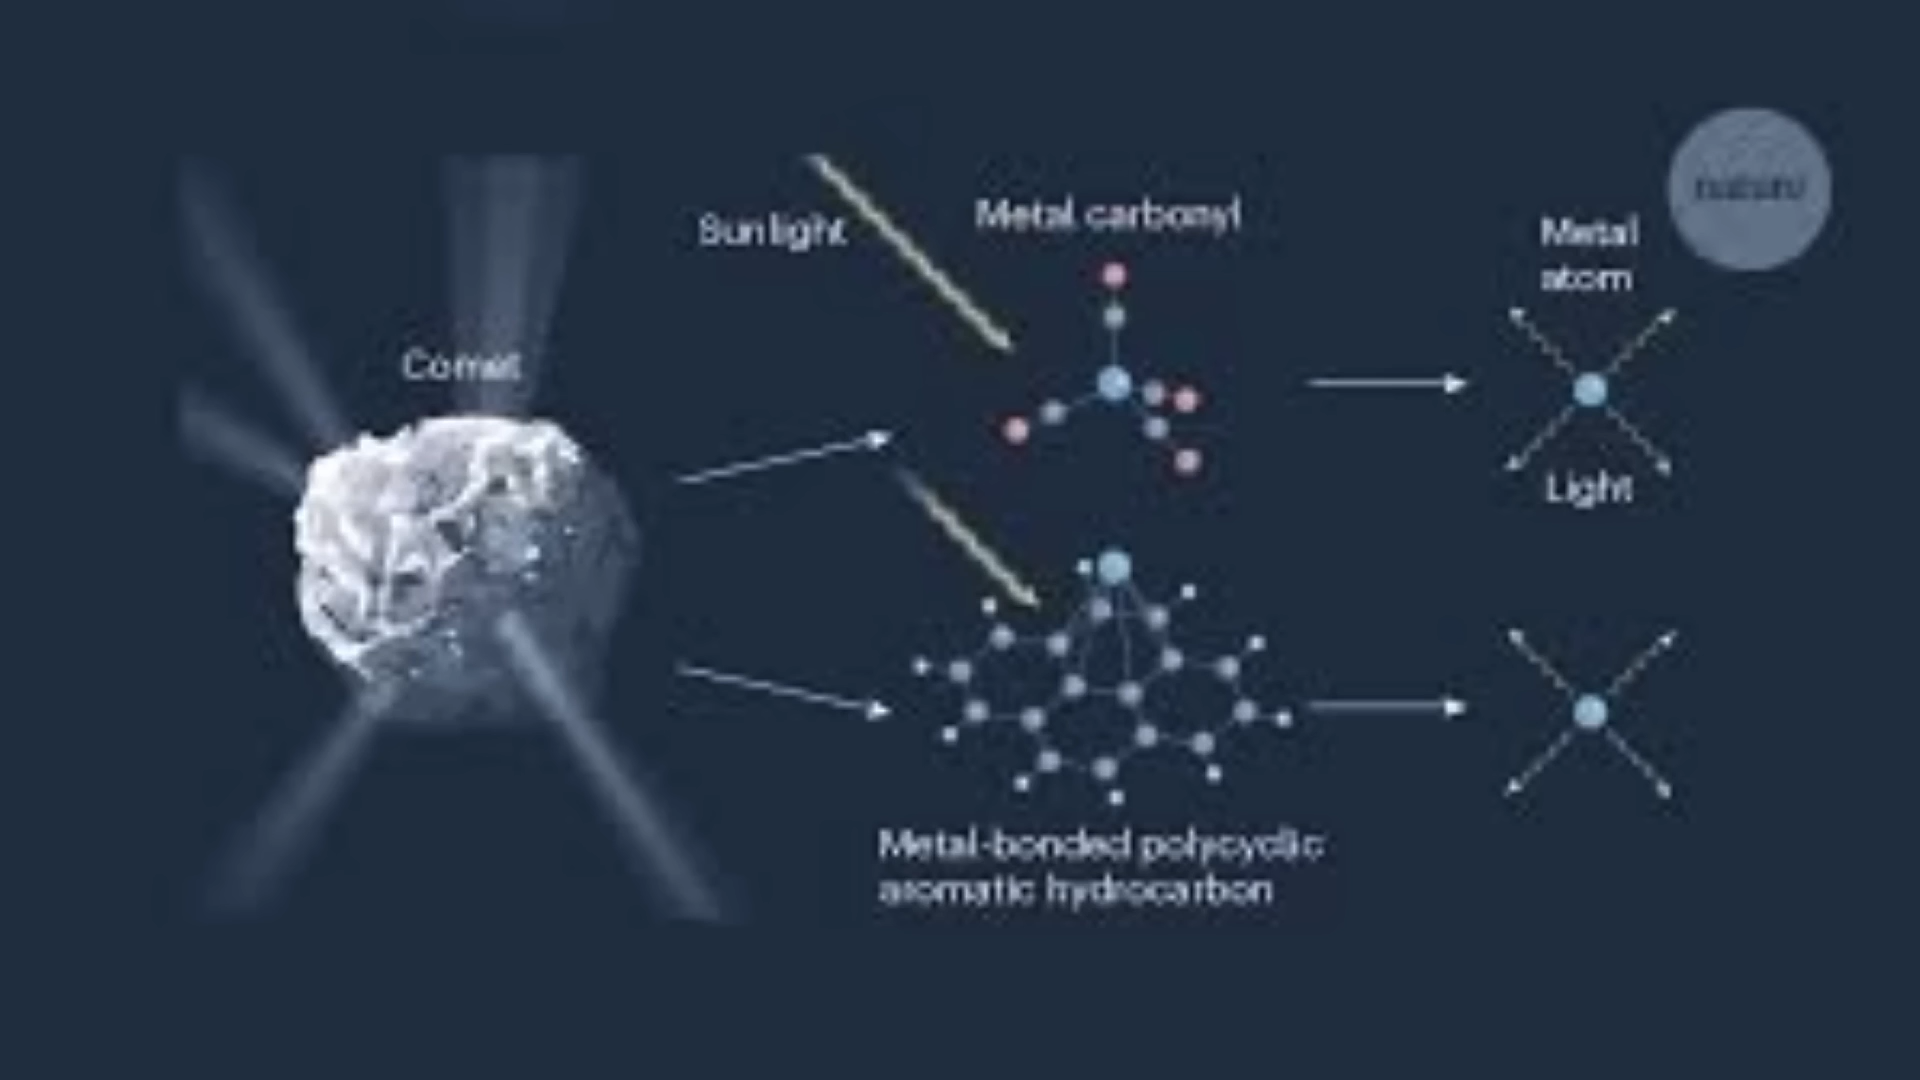 Sunlight
Metal carbonyl
Metal
atom
Comet
Light
Metal-bonded polycyclic
aromatic hydrocarbon